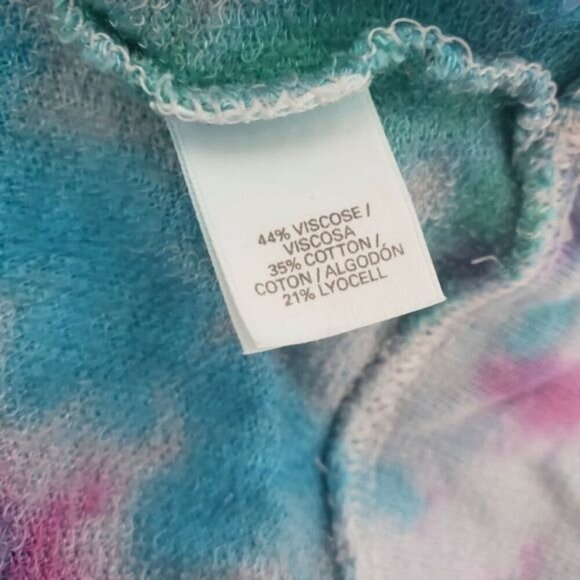 44% VISCOSE /
VISCOSA
35% COTTON /
COTON / ALGODÓN
21% LYOCELL